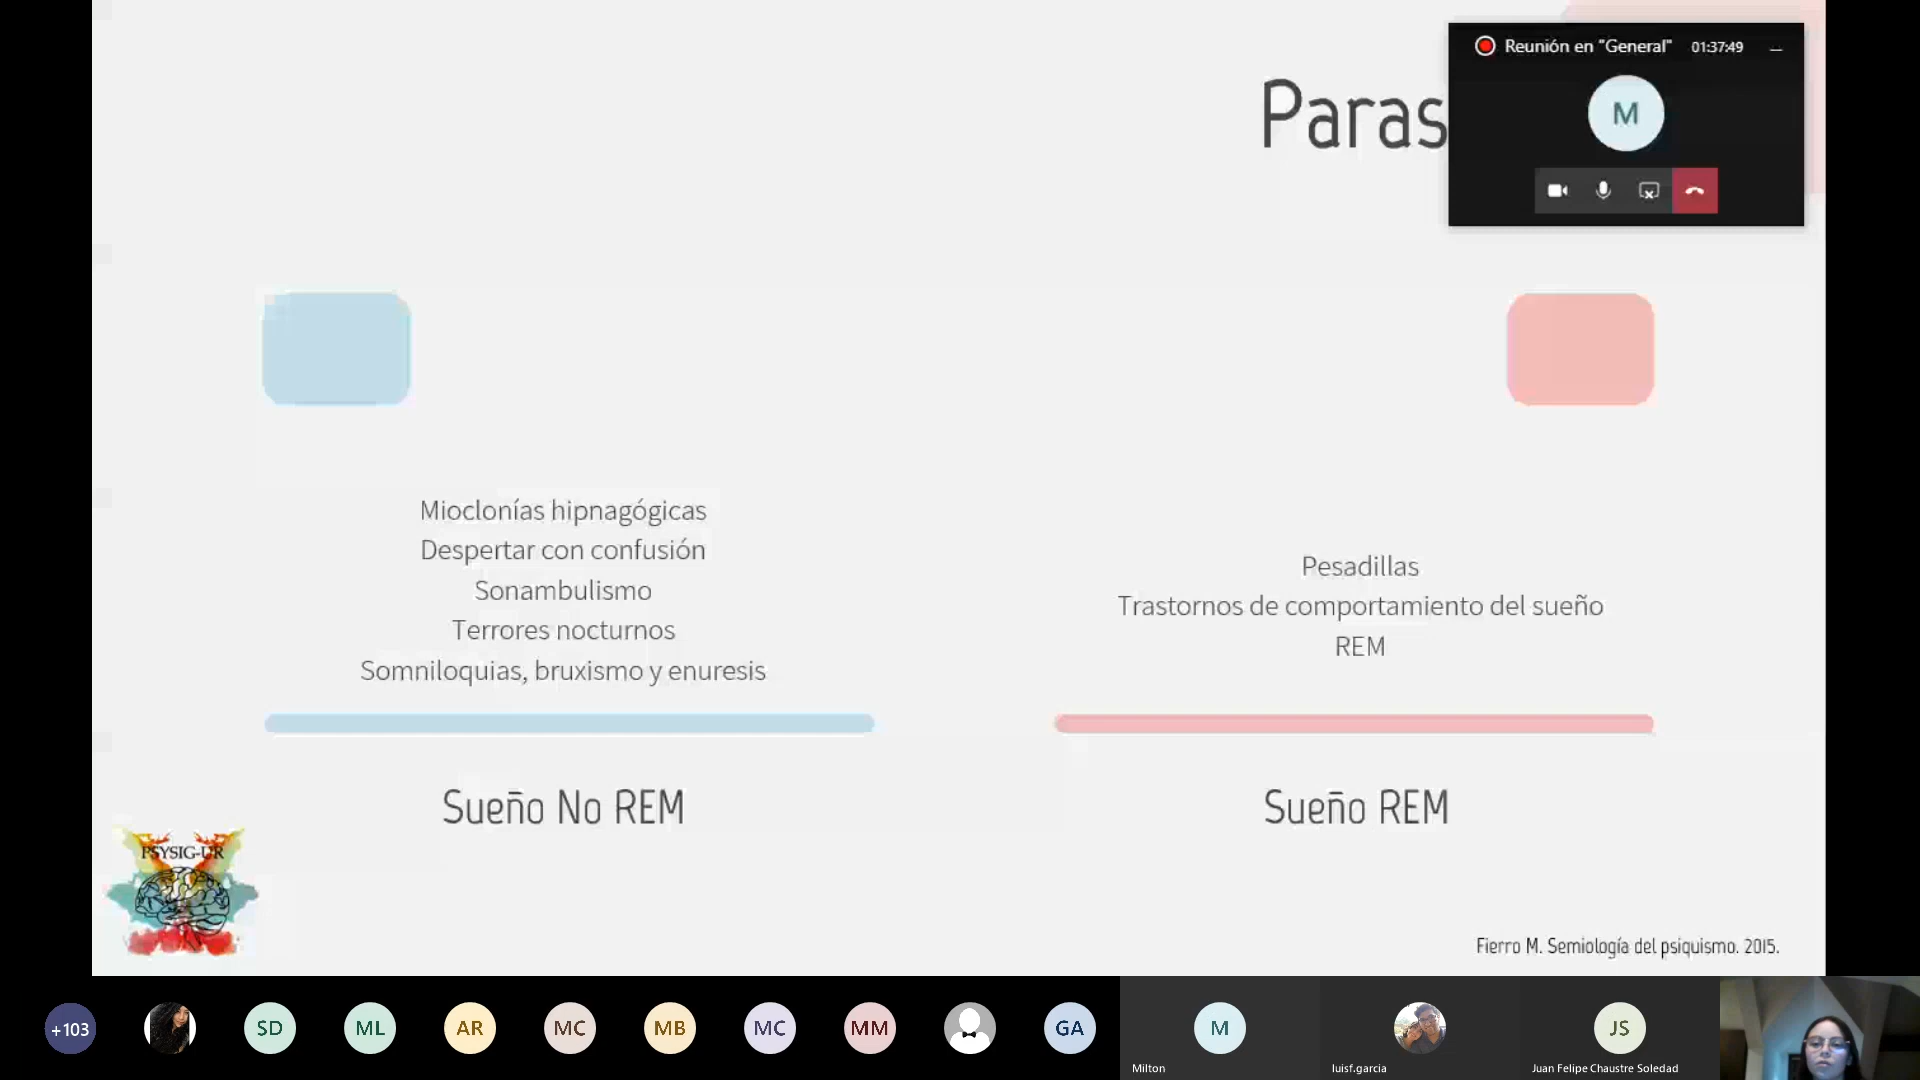 Paras
Reunión en "General" 01:37:49
M
Mioclonías hipnagógicas
Despertar con confusión
Sonambulismo
Terrores nocturnos
Somniloquias, bruxismo y enuresis
Sueño No REM
Pesadillas
Trastornos de comportamiento del sueño
REM
Sueño REM
PSYSIG-UR
Fierro M. Semiología del psiquismo. 2015.
+103
SD
ML
AR
MC
MB
MC
MM
GA
M
JS
Milton
luisf.garcia
Juan Felipe Chaustre Soledad